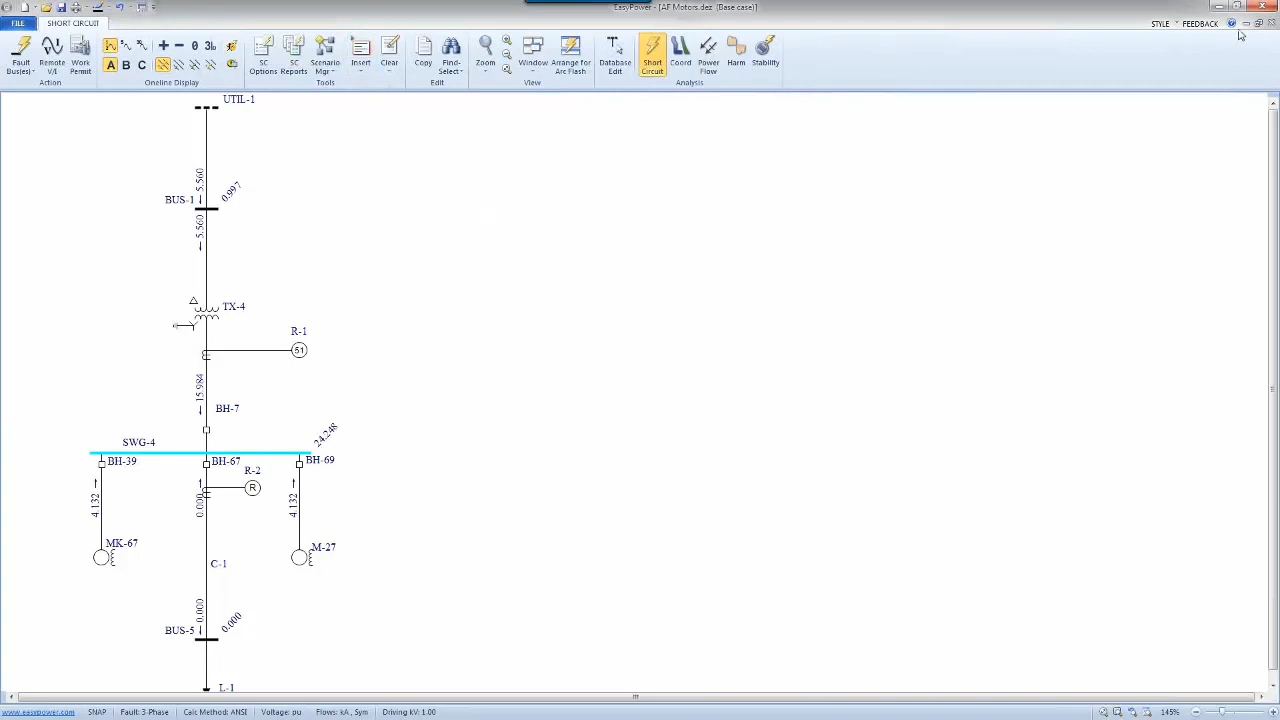 EasyPower - [AF Motors.dez (Base case)]
FILE
SHORT CIRCUIT
STYLE
FEEDBACK
Fault Bus(es)
Remote V/I
Work Permit
Action
0
3I₀
A
B
C
Oneline Display
SC Options
SC Reports
Scenario Mgr
Insert
Clear
Tools
Copy
Find-Select
Edit
Zoom
Window
Arrange for Arc Flash
View
Database Edit
Short Circuit
Coord
Power Flow
Harm
Stability
Analysis
UTIL-1
5.560
BUS-1
0.997
5.560
TX-4
R-1
51
15.984
BH-7
SWG-4
24.248
BH-39
BH-67
BH-69
R-2
R
4.132
0.000
4.132
MK-67
M-27
C-1
0.000
BUS-5
0.000
L-1
www.easypower.com
SNAP
Fault: 3-Phase
Calc Method: ANSI
Voltage: pu
Flows: kA , Sym
Driving kV: 1.00
145%